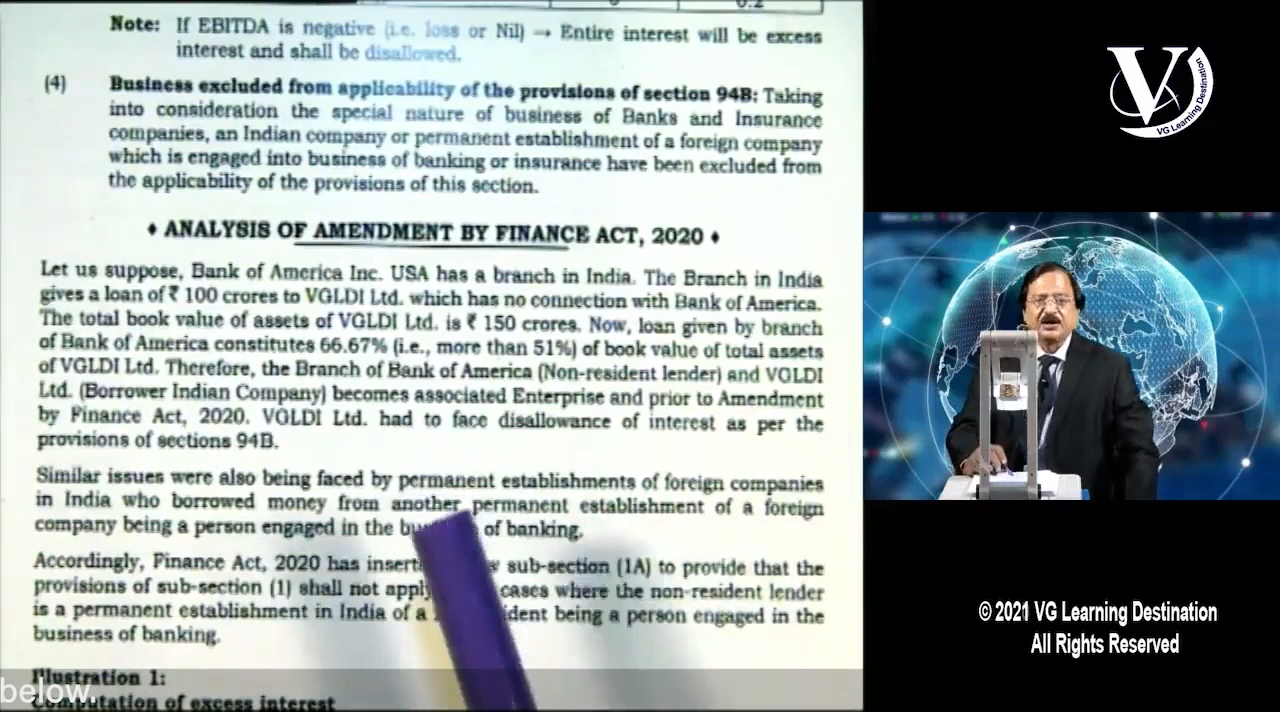 0.2
Note: If EBITDA is negative (i.e. loss or Nil) → Entire interest will be excess
interest and shall be disallowed.
(4) Business excluded from applicability of the provisions of section 94B: Taking
into consideration the special nature of business of Banks and Insurance
companies, an Indian company or permanent establishment of a foreign company
which is engaged into business of banking or insurance have been excluded from
the applicability of the provisions of this section.
♦ ANALYSIS OF AMENDMENT BY FINANCE ACT, 2020 ♦
Let us suppose, Bank of America Inc. USA has a branch in India. The Branch in India
gives a loan of ₹ 100 crores to VGLDI Ltd. which has no connection with Bank of America.
The total book value of assets of VGLDI Ltd. is ₹ 150 crores. Now, loan given by branch
of Bank of America constitutes 66.67% (i.e., more than 51%) of book value of total assets
of VGLDI Ltd. Therefore, the Branch of Bank of America (Non-resident lender) and VGLDI
Ltd. (Borrower Indian Company) becomes associated Enterprise and prior to Amendment
by Finance Act, 2020. VGLDI Ltd. had to face disallowance of interest as per the
provisions of sections 94B.
Similar issues were also being faced by permanent establishments of foreign companies
in India who borrowed money from another permanent establishment of a foreign
company being a person engaged in the of banking.
Accordingly, Finance Act, 2020 has sub-section (1A) to provide that the
provisions of sub-section (1) shall not apply cases where the non-resident lender
is a permanent establishment in India of a being a person engaged in the
business of banking.
Illustration 1:
Computation of excess interest
below.
V
VG Learning Destination
© 2021 VG Learning Destination
All Rights Reserved